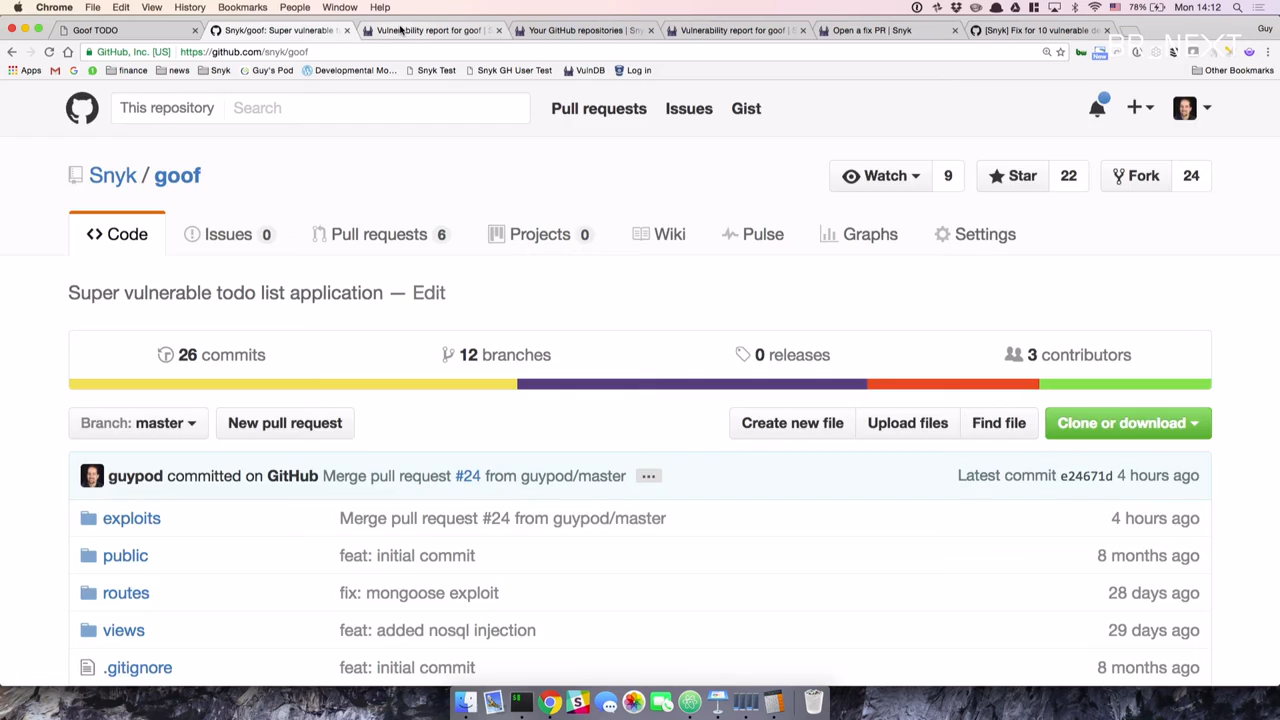 Chrome File Edit View History Bookmarks People Window Help 78% Mon 14:12
Goof TODO Snyk/goof: Super vulnerable t Vulnerability report for goof | S Your GitHub repositories | Sny Vulnerability report for goof | Open a fix PR | Snyk [Snyk] Fix for 10 vulnerable de Guy
GitHub, Inc. [US] https://github.com/snyk/goof
Apps finance news Snyk Guy's Pod Developmental Mo... Snyk Test Snyk GH User Test VulnDB Log in Other Bookmarks
This repository Search Pull requests Issues Gist
Snyk / goof Watch 9 Star 22 Fork 24
Code Issues 0 Pull requests 6 Projects 0 Wiki Pulse Graphs Settings
Super vulnerable todo list application — Edit
26 commits 12 branches 0 releases 3 contributors
Branch: master New pull request Create new file Upload files Find file Clone or download
guypod committed on GitHub Merge pull request #24 from guypod/master ... Latest commit e24671d 4 hours ago
exploits Merge pull request #24 from guypod/master 4 hours ago
public feat: initial commit 8 months ago
routes fix: mongoose exploit 28 days ago
views feat: added nosql injection 29 days ago
.gitignore feat: initial commit 8 months ago